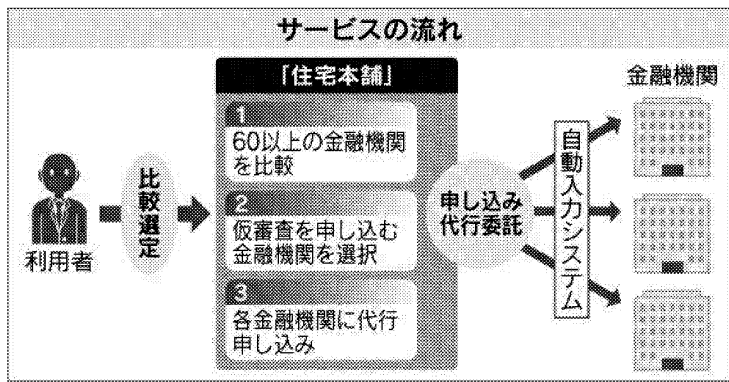 サービスの流れ
「住宅本舗」
1
60以上の金融機関
を比較
2
仮審査を申し込む
金融機関を選択
3
各金融機関に代行
申し込み
利用者
比較選定
申し込み
代行委託
自動入力システム
金融機関